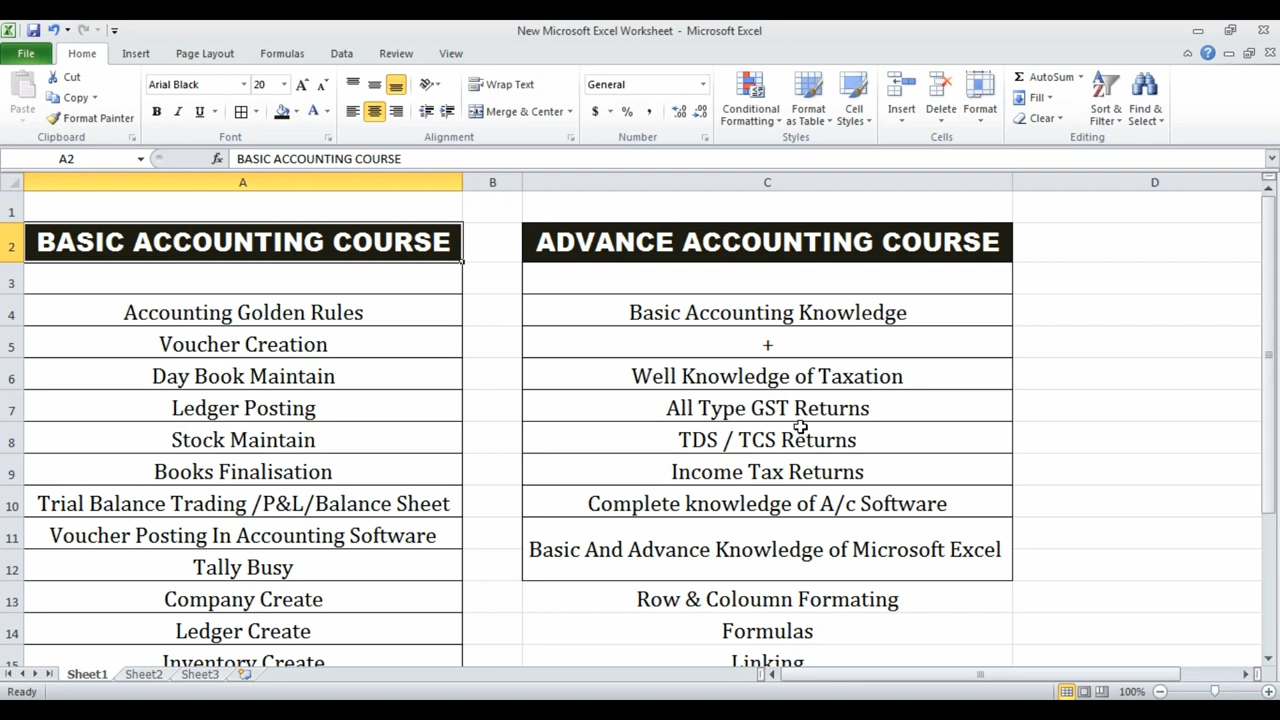 New Microsoft Excel Worksheet - Microsoft Excel
File Home Insert Page Layout Formulas Data Review View
Paste
Cut
Copy
Format Painter
Clipboard
Arial Black 20
B I U
Font
Wrap Text
Merge & Center
Alignment
General
$ % ,
Number
Conditional Formatting
Format as Table
Cell Styles
Styles
Insert Delete Format
Cells
AutoSum
Fill
Clear
Sort & Filter
Find & Select
Editing
A2 fx BASIC ACCOUNTING COURSE
A B C D
1
2 BASIC ACCOUNTING COURSE ADVANCE ACCOUNTING COURSE
3
4 Accounting Golden Rules Basic Accounting Knowledge
5 Voucher Creation +
6 Day Book Maintain Well Knowledge of Taxation
7 Ledger Posting All Type GST Returns
8 Stock Maintain TDS / TCS Returns
9 Books Finalisation Income Tax Returns
10 Trial Balance Trading /P&L/Balance Sheet Complete knowledge of A/c Software
11 Voucher Posting In Accounting Software Basic And Advance Knowledge of Microsoft Excel
12 Tally Busy
13 Company Create Row & Coloumn Formating
14 Ledger Create Formulas
15 Inventory Create Linking
Sheet1 Sheet2 Sheet3
Ready 100%